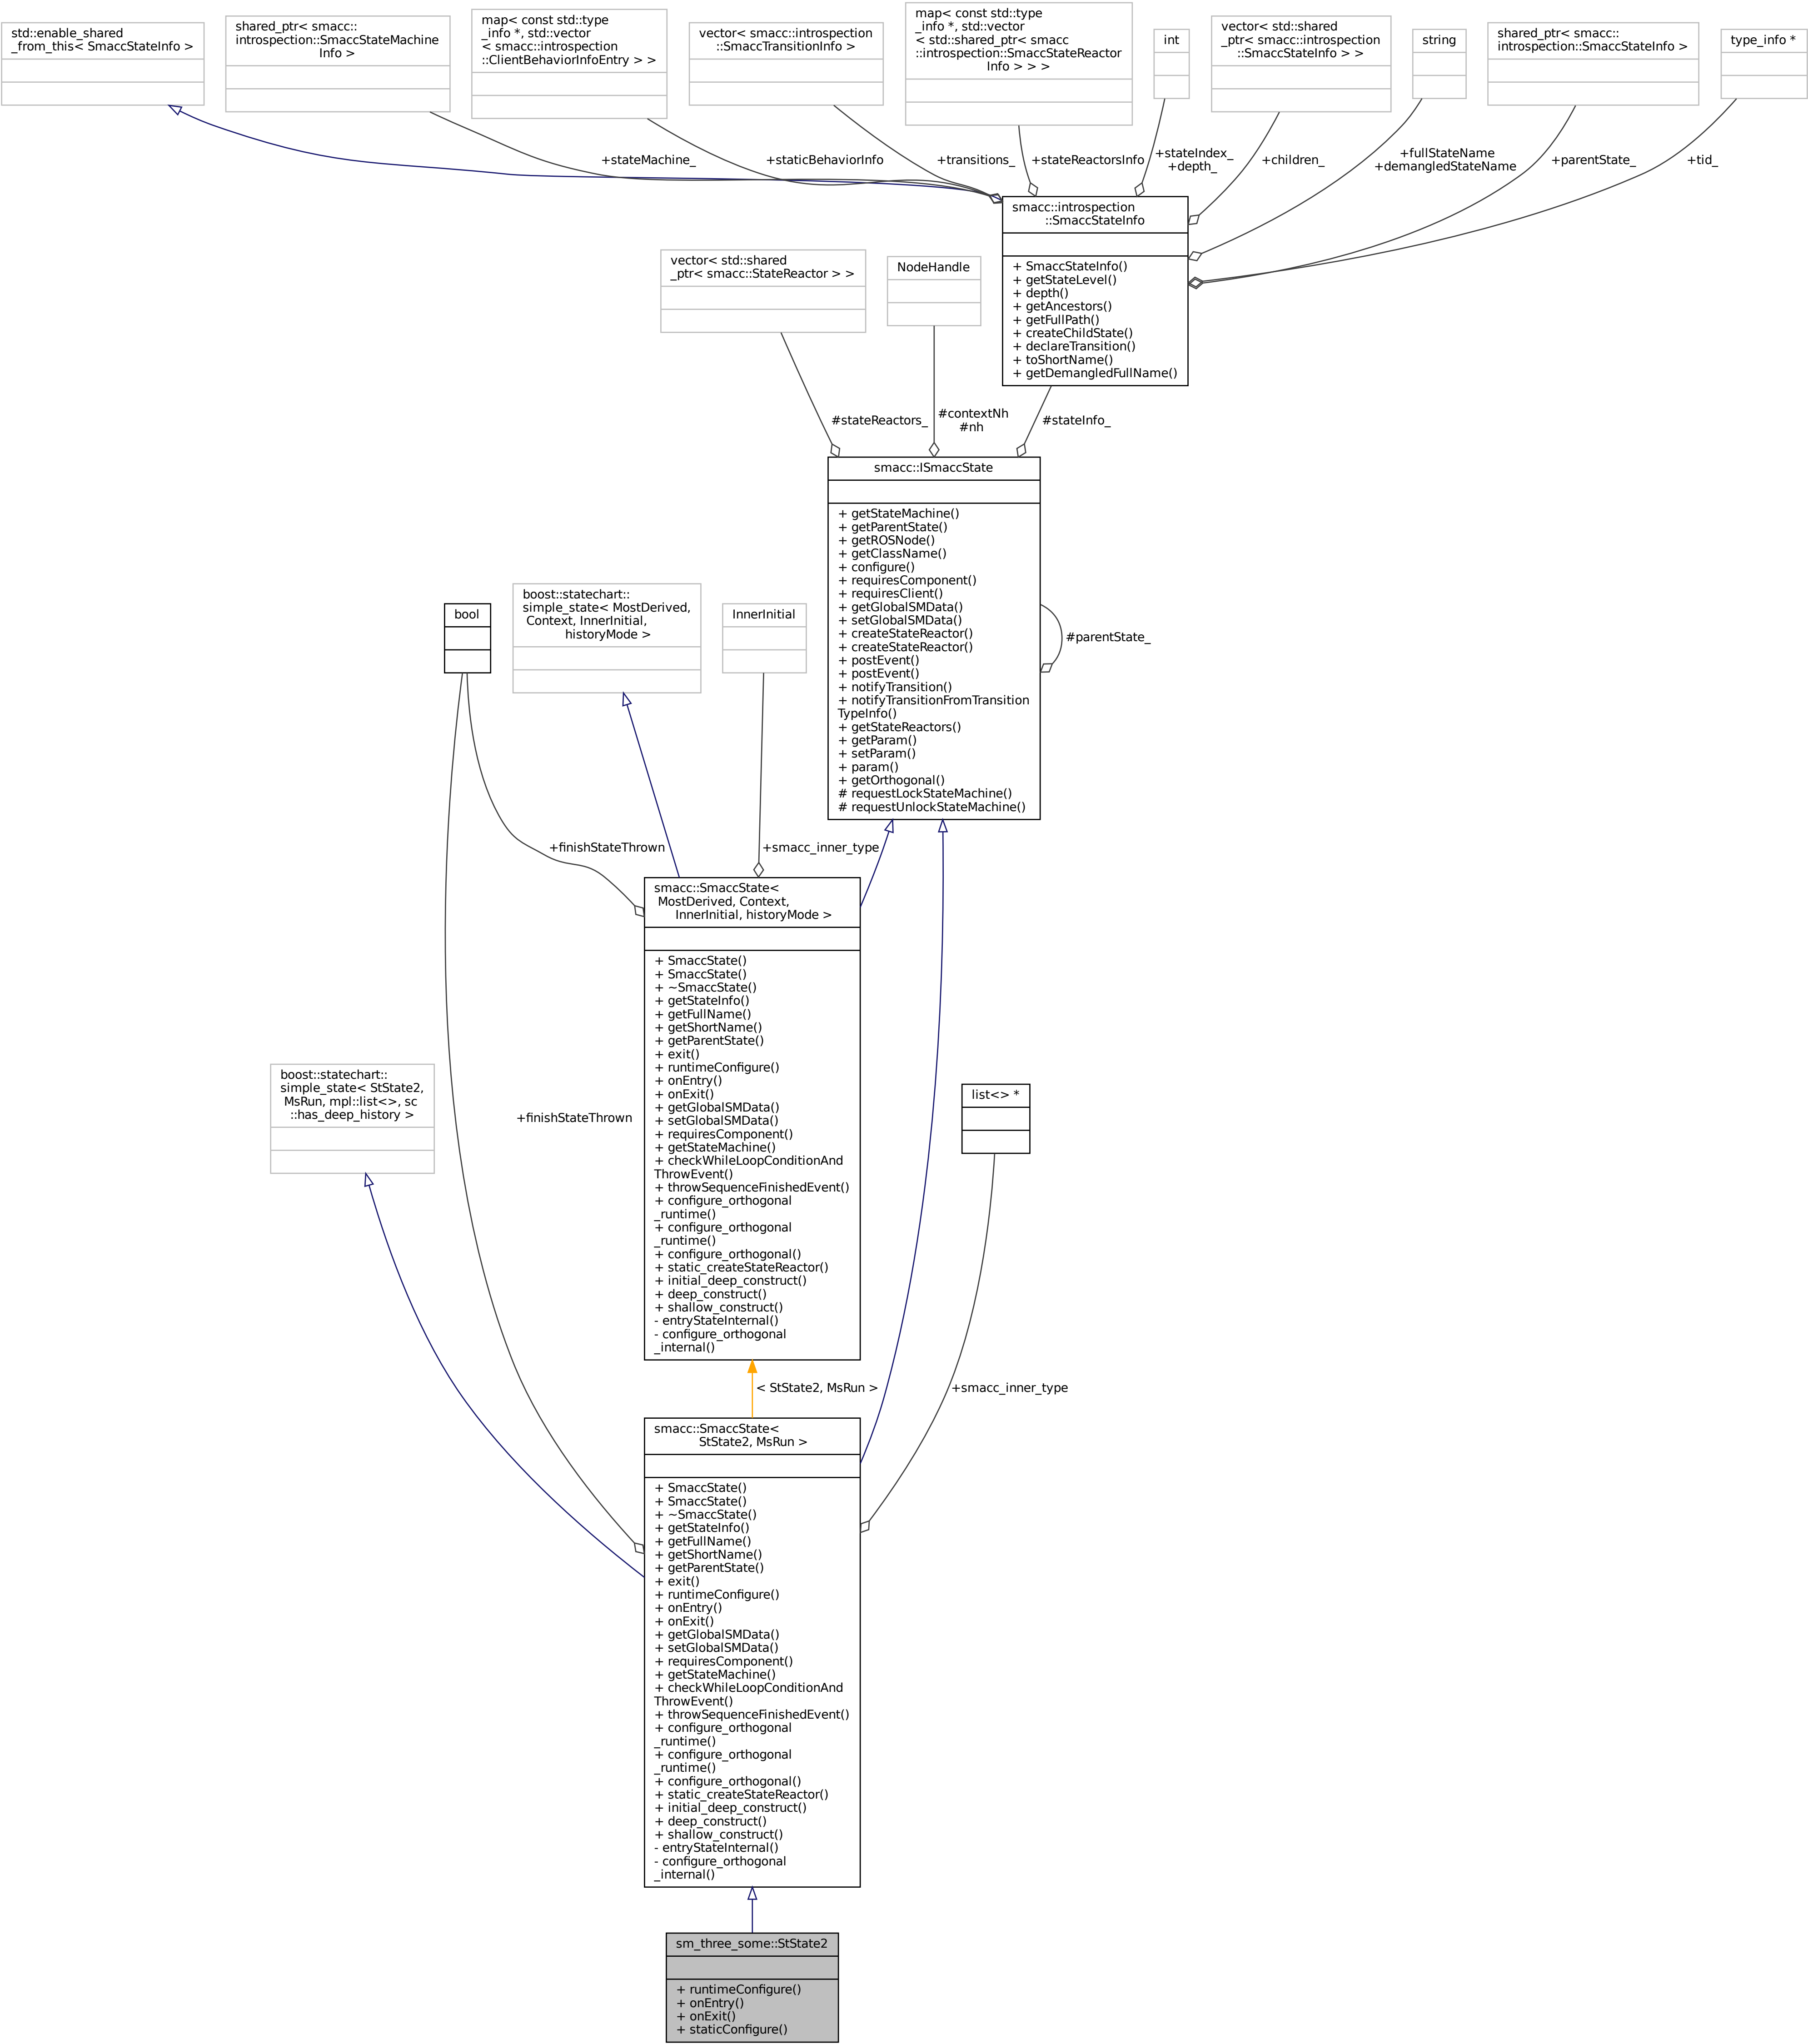 std::enable_shared
_from_this< SmaccStateInfo >
shared_ptr< smacc::
introspection::SmaccStateMachine
Info >
map< const std::type
_info *, std::vector
< smacc::introspection
::ClientBehaviorInfoEntry > >
vector< smacc::introspection
::SmaccTransitionInfo >
map< const std::type
_info *, std::vector
< std::shared_ptr< smacc
::introspection::SmaccStateReactor
Info > > >
int
vector< std::shared
_ptr< smacc::introspection
::SmaccStateInfo > >
string
shared_ptr< smacc::
introspection::SmaccStateInfo >
type_info *
+stateMachine_
+staticBehaviorInfo
+transitions_
+stateReactorsInfo
+stateIndex_
+depth_
+children_
+fullStateName
+demangledStateName
+parentState_
+tid_
smacc::introspection
::SmaccStateInfo
+ SmaccStateInfo()
+ getStateLevel()
+ depth()
+ getAncestors()
+ getFullPath()
+ createChildState()
+ declareTransition()
+ toShortName()
+ getDemangledFullName()
vector< std::shared
_ptr< smacc::StateReactor > >
NodeHandle
#stateReactors_
#contextNh
#nh
#stateInfo_
smacc::ISmaccState
+ getStateMachine()
+ getParentState()
+ getROSNode()
+ getClassName()
+ configure()
+ requiresComponent()
+ requiresClient()
+ getGlobalSMData()
+ setGlobalSMData()
+ createStateReactor()
+ createStateReactor()
+ postEvent()
+ postEvent()
+ notifyTransition()
+ notifyTransitionFromTransition
TypeInfo()
+ getStateReactors()
+ getParam()
+ setParam()
+ param()
+ getOrthogonal()
# requestLockStateMachine()
# requestUnlockStateMachine()
#parentState_
bool
boost::statechart::
simple_state< MostDerived,
Context, InnerInitial,
historyMode >
InnerInitial
+finishStateThrown
+smacc_inner_type
smacc::SmaccState<
MostDerived, Context,
InnerInitial, historyMode >
+ SmaccState()
+ SmaccState()
+ ~SmaccState()
+ getStateInfo()
+ getFullName()
+ getShortName()
+ getParentState()
+ exit()
+ runtimeConfigure()
+ onEntry()
+ onExit()
+ getGlobalSMData()
+ setGlobalSMData()
+ requiresComponent()
+ getStateMachine()
+ checkWhileLoopConditionAnd
ThrowEvent()
+ throwSequenceFinishedEvent()
+ configure_orthogonal
_runtime()
+ configure_orthogonal
_runtime()
+ configure_orthogonal()
+ static_createStateReactor()
+ initial_deep_construct()
+ deep_construct()
+ shallow_construct()
- entryStateInternal()
- configure_orthogonal
_internal()
boost::statechart::
simple_state< StState2,
MsRun, mpl::list<>, sc
::has_deep_history >
+finishStateThrown
list<> *
< StState2, MsRun >
+smacc_inner_type
smacc::SmaccState<
StState2, MsRun >
+ SmaccState()
+ SmaccState()
+ ~SmaccState()
+ getStateInfo()
+ getFullName()
+ getShortName()
+ getParentState()
+ exit()
+ runtimeConfigure()
+ onEntry()
+ onExit()
+ getGlobalSMData()
+ setGlobalSMData()
+ requiresComponent()
+ getStateMachine()
+ checkWhileLoopConditionAnd
ThrowEvent()
+ throwSequenceFinishedEvent()
+ configure_orthogonal
_runtime()
+ configure_orthogonal
_runtime()
+ configure_orthogonal()
+ static_createStateReactor()
+ initial_deep_construct()
+ deep_construct()
+ shallow_construct()
- entryStateInternal()
- configure_orthogonal
_internal()
sm_three_some::StState2
+ runtimeConfigure()
+ onEntry()
+ onExit()
+ staticConfigure()